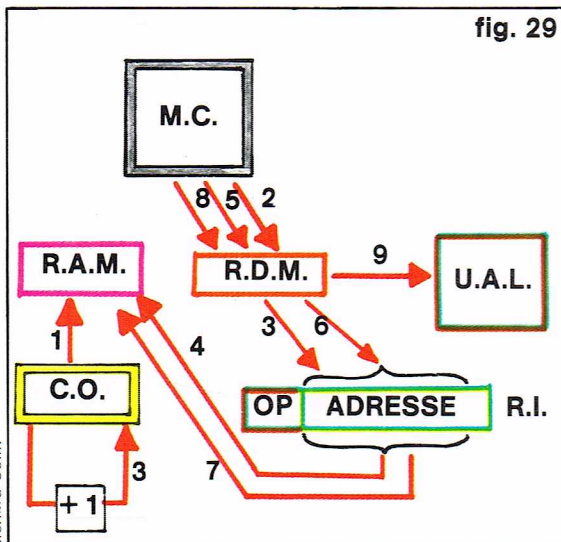 fig. 29
M.C.
8 5 2
R.A.M.
R.D.M.
9
U.A.L.
1
4
3
6
C.O.
OP ADRESSE R.I.
3
7
+1